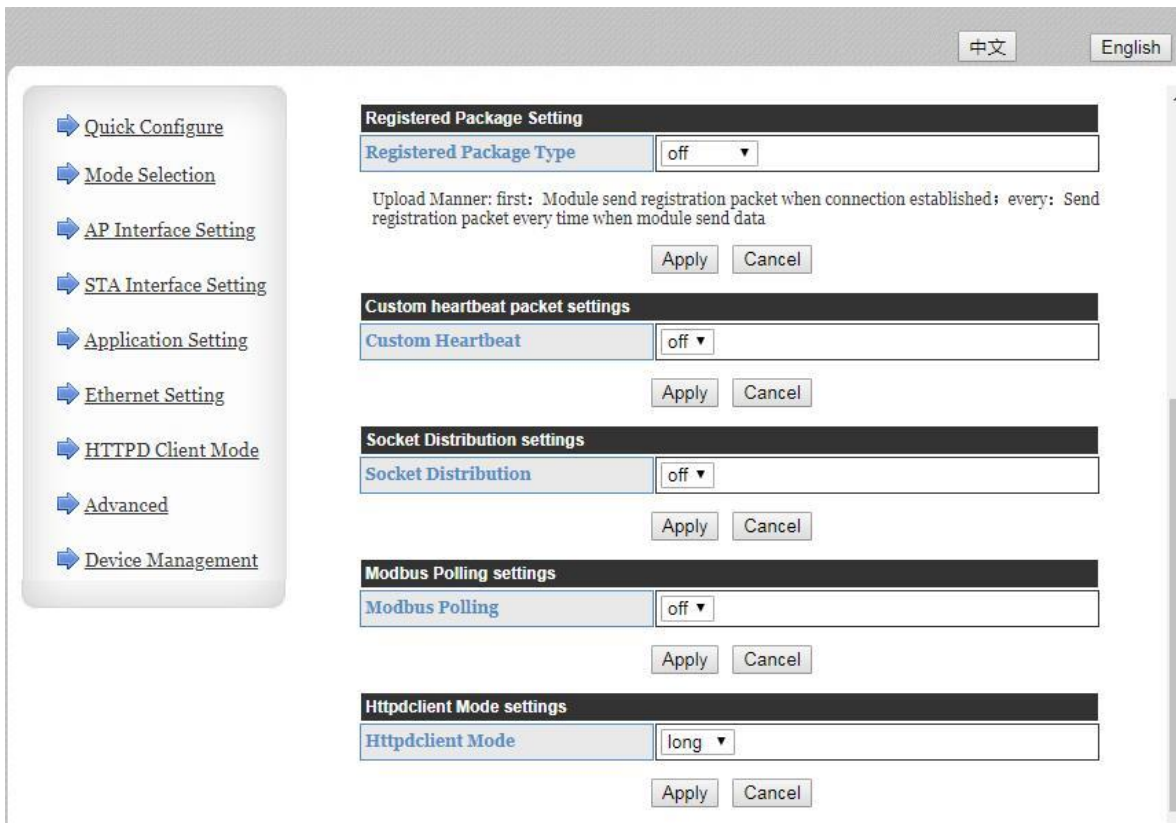 中文
English
Quick Configure
Mode Selection
AP Interface Setting
STA Interface Setting
Application Setting
Ethernet Setting
HTTPD Client Mode
Advanced
Device Management
Registered Package Setting
Registered Package Type
off
Upload Manner: first：Module send registration packet when connection established；every：Send
registration packet every time when module send data
Apply
Cancel
Custom heartbeat packet settings
Custom Heartbeat
off
Apply
Cancel
Socket Distribution settings
Socket Distribution
off
Apply
Cancel
Modbus Polling settings
Modbus Polling
off
Apply
Cancel
Httpdclient Mode settings
Httpdclient Mode
long
Apply
Cancel